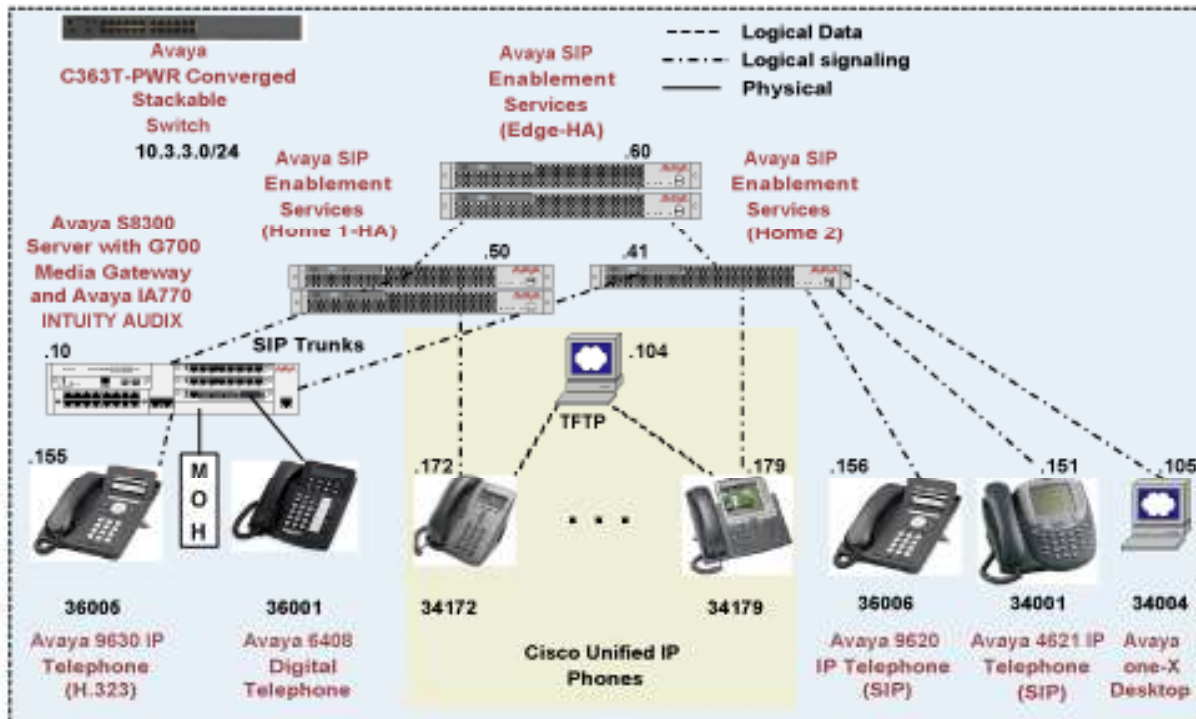 Avaya
C363T-PWR Converged
Stackable
Switch
10.3.3.0/24
Avaya SIP
Enablement
Services
(Edge-HA)
Logical Data
Logical signaling
Physical
.60
Avaya SIP
Enablement
Services
(Home 1-HA)
Avaya SIP
Enablement
Services
(Home 2)
.50
.41
Avaya S8300
Server with G700
Media Gateway
and Avaya IA770
INTUITY AUDIX
.10
SIP Trunks
.104
TFTP
.155
M
O
H
.172
.179
.156
.151
.105
36005
36001
34172
34179
36006
34001
34004
Avaya 9630 IP
Telephone
(H.323)
Avaya 6408
Digital
Telephone
Cisco Unified IP
Phones
Avaya 9620
IP Telephone
(SIP)
Avaya 4621 IP
Telephone
(SIP)
Avaya
one-X
Desktop